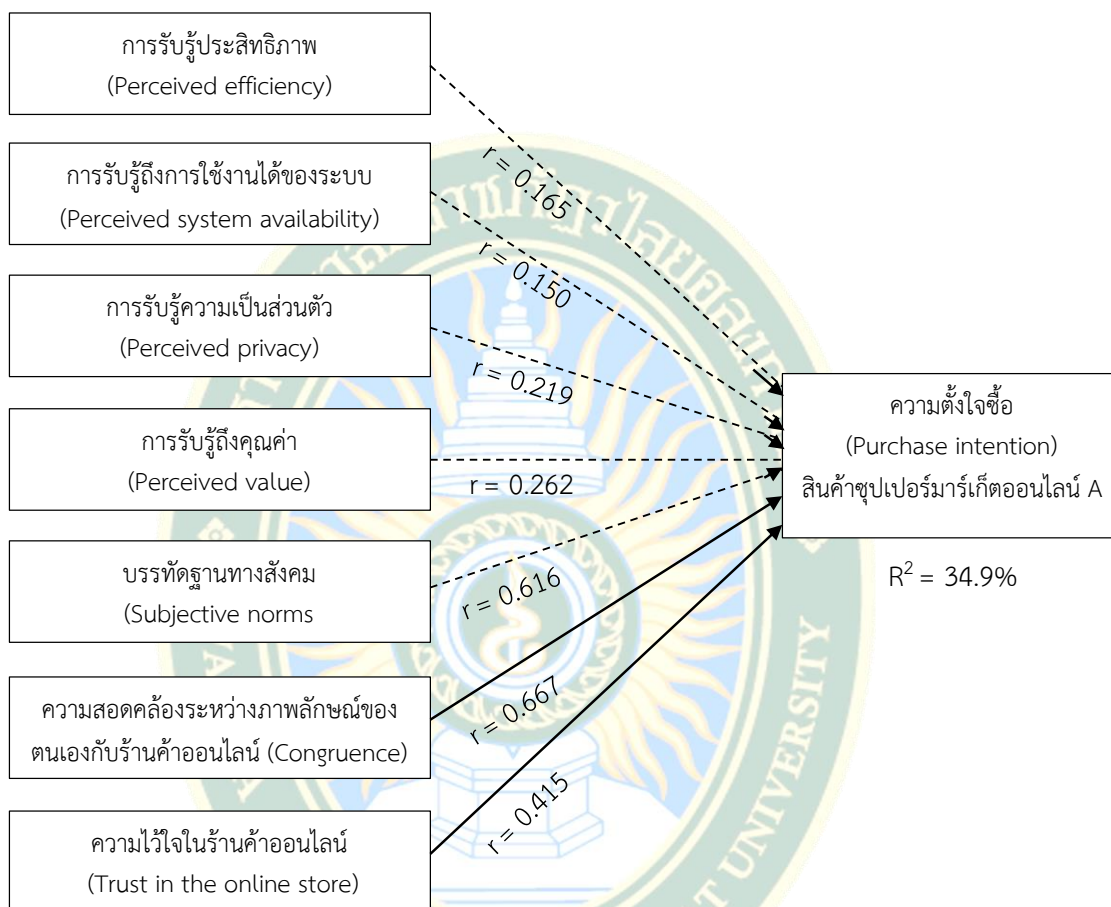 การรับรู้ประสิทธิภาพ
(Perceived efficiency)
การรับรู้ถึงการใช้งานได้ของระบบ
(Perceived system availability)
การรับรู้ความเป็นส่วนตัว
(Perceived privacy)
การรับรู้ถึงคุณค่า
(Perceived value)
บรรทัดฐานทางสังคม
(Subjective norms
ความสอดคล้องระหว่างภาพลักษณ์ของ
ตนเองกับร้านค้าออนไลน์ (Congruence)
ความไว้ใจในร้านค้าออนไลน์
(Trust in the online store)
r = 0.165
r = 0.150
r = 0.219
r = 0.262
r = 0.616
r = 0.667
r = 0.415
ความตั้งใจซื้อ
(Purchase intention)
สินค้าซุปเปอร์มาร์เก็ตออนไลน์ A
R² = 34.9%
UNIVERSITY